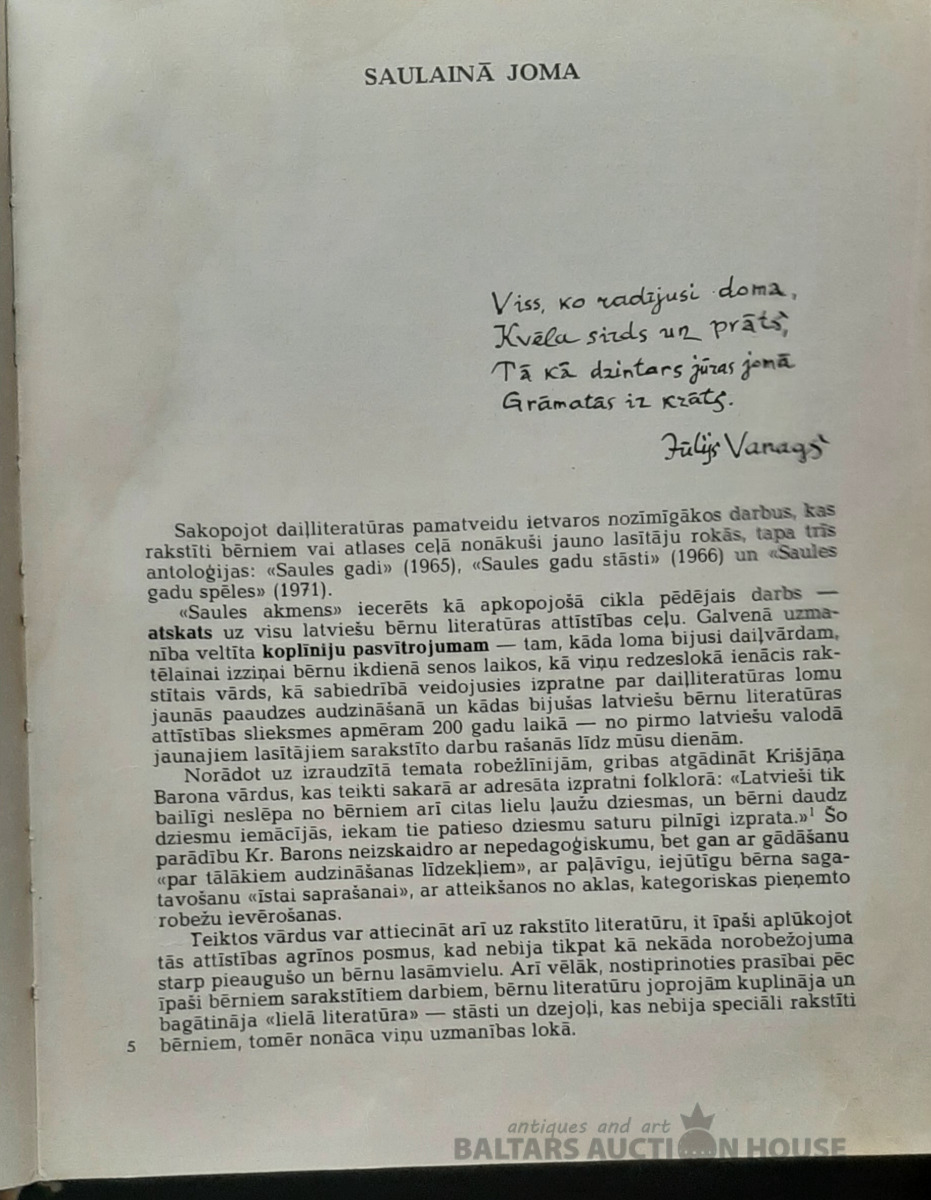 SAULAINĀ JOMA
Viss, ko radījusi doma,
Kvēla sirds un prāts,
Tā kā dzintars jūras jomā
Grāmatās ir krāts.
Jūlijs Vanags
Sakopojot daiļliteratūras pamatveidu ietvaros nozīmīgākos darbus, kas
rakstīti bērniem vai atlases ceļā nonākuši jauno lasītāju rokās, tapa trīs
antoloģijas: «Saules gadi» (1965), «Saules gadu stāsti» (1966) un «Saules
gadu spēles» (1971).
«Saules akmens» iecerēts kā apkopojošā cikla pēdējais darbs —
atskats uz visu latviešu bērnu literatūras attīstības ceļu. Galvenā uzma-
nība veltīta koplīniju pasvītrojumam — tam, kāda loma bijusi daiļvārdam,
tēlainai izziņai bērnu ikdienā senos laikos, kā viņu redzeslokā ienācis rak-
stītais vārds, kā sabiedrībā veidojusies izpratne par daiļliteratūras lomu
jaunās paaudzes audzināšanā un kādas bijušas latviešu bērnu literatūras
attīstības slieksmes apmēram 200 gadu laikā — no pirmo latviešu valodā
jaunajiem lasītājiem sarakstīto darbu rašanās līdz mūsu dienām.
Norādot uz izraudzītā temata robežlīnijām, gribas atgādināt Krišjāņa
Barona vārdus, kas teikti sakarā ar adresāta izpratni folklorā: «Latvieši tik
bailīgi neslēpa no bērniem arī citas lielu ļaužu dziesmas, un bērni daudz
dziesmu iemācījās, iekam tie patieso dziesmu saturu pilnīgi izprata.»¹ Šo
parādību Kr. Barons neizskaidro ar nepedagoģiskumu, bet gan ar gādāšanu
«par tālākiem audzināšanas līdzekļiem», ar paļāvīgu, iejūtīgu bērna saga-
tavošanu «īstai saprašanai», ar atteikšanos no aklas, kategoriskas pieņemto
robežu ievērošanas.
Teiktos vārdus var attiecināt arī uz rakstīto literatūru, it īpaši aplūkojot
tās attīstības agrīnos posmus, kad nebija tikpat kā nekāda norobežojuma
starp pieaugušo un bērnu lasāmvielu. Arī vēlāk, nostiprinoties prasībai pēc
īpaši bērniem sarakstītiem darbiem, bērnu literatūru joprojām kuplināja un
bagātināja «lielā literatūra» — stāsti un dzejoļi, kas nebija speciāli rakstīti
5 bērniem, tomēr nonāca viņu uzmanības lokā.
antiques and art
BALTARS AUCTION HOUSE